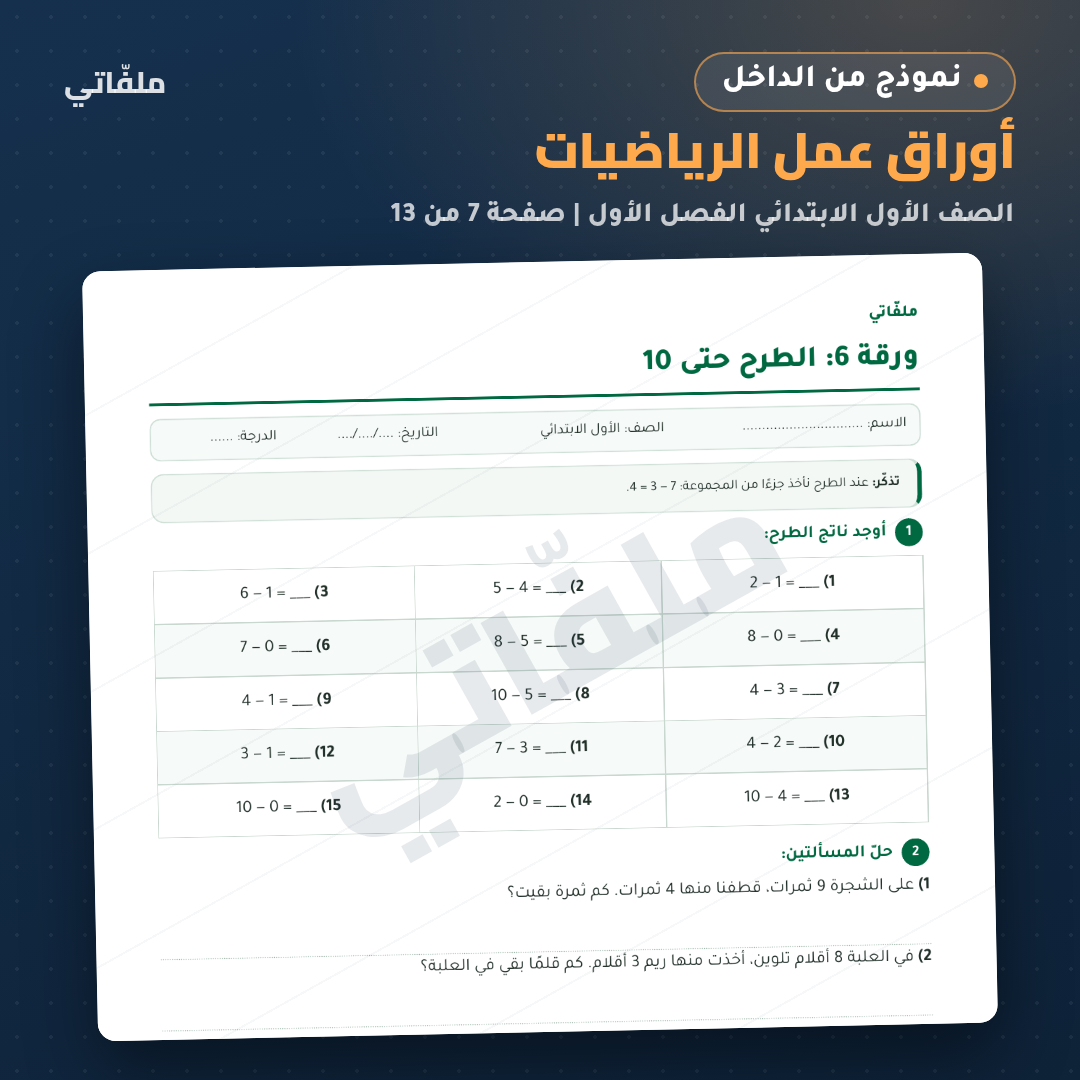 نموذج من الداخل
ملفّاتي
أوراق عمل الرياضيات
الصف الأول الابتدائي الفصل الأول | صفحة 7 من 13
ملفّاتي
ورقة 6: الطرح حتى 10
الاسم: .............................. الصف: الأول الابتدائي التاريخ: ..../..../.... الدرجة: ......
تذكّر: عند الطرح نأخذ جزءًا من المجموعة: 7 – 3 = 4.
1 أوجد ناتج الطرح:
1) 2 – 1 = ___ 2) 5 – 4 = ___ 3) 6 – 1 = ___
4) 8 – 0 = ___ 5) 8 – 5 = ___ 6) 7 – 0 = ___
7) 4 – 3 = ___ 8) 10 – 5 = ___ 9) 4 – 1 = ___
10) 4 – 2 = ___ 11) 7 – 3 = ___ 12) 3 – 1 = ___
13) 10 – 4 = ___ 14) 2 – 0 = ___ 15) 10 – 0 = ___
ملفّاتي
2 حلّ المسألتين:
1) على الشجرة 9 ثمرات، قطفنا منها 4 ثمرات. كم ثمرة بقيت؟
2) في العلبة 8 أقلام تلوين، أخذت منها ريم 3 أقلام. كم قلمًا بقي في العلبة؟